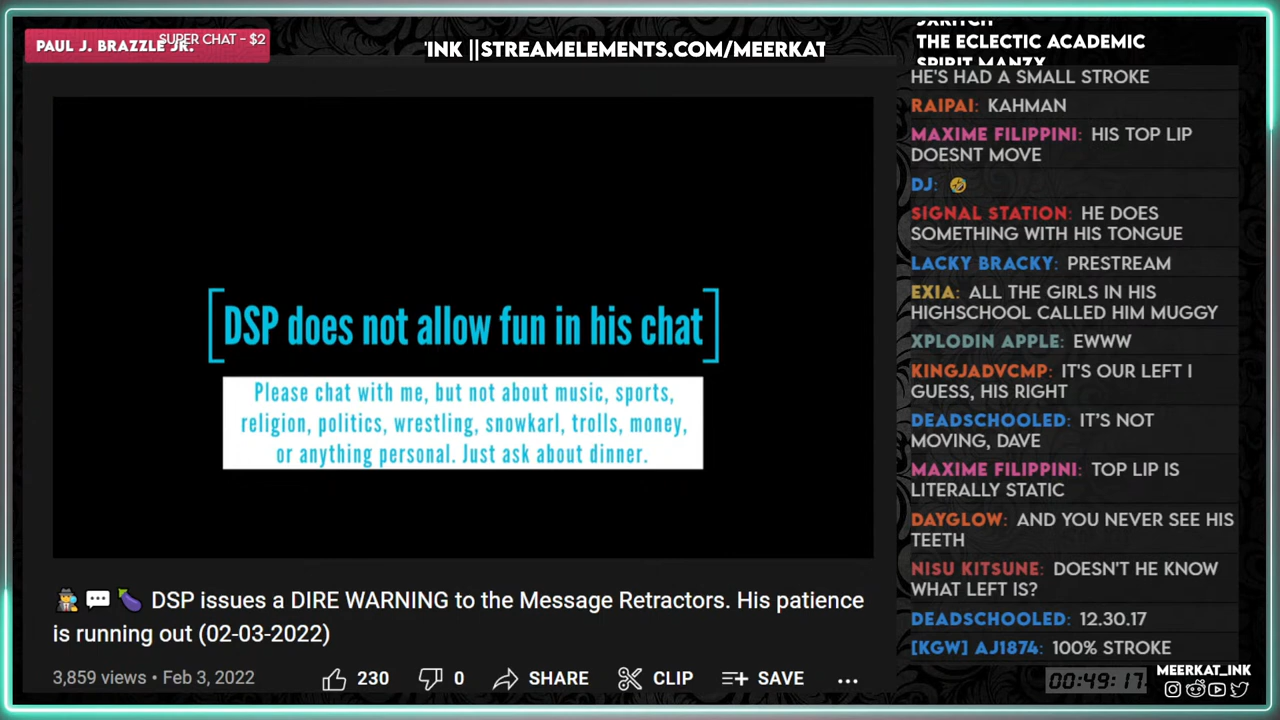 PAUL J. BRAZZLE JR.
SUPER CHAT - $2
INK ||STREAMELEMENTS.COM/MEERKAT
THE ECLECTIC ACADEMIC
SPIRIT MANZX
HE'S HAD A SMALL STROKE
RAIPAI: KAHMAN
MAXIME FILIPPINI: HIS TOP LIP
DOESNT MOVE
DJ: 🤣
SIGNAL STATION: HE DOES
SOMETHING WITH HIS TONGUE
LACKY BRACKY: PRESTREAM
EXIA: ALL THE GIRLS IN HIS
HIGHSCHOOL CALLED HIM MUGGY
XPLODIN APPLE: EWWW
KINGJADVCMP: IT'S OUR LEFT I
GUESS, HIS RIGHT
DEADSCHOOLED: IT'S NOT
MOVING, DAVE
MAXIME FILIPPINI: TOP LIP IS
LITERALLY STATIC
DAYGLOW: AND YOU NEVER SEE HIS
TEETH
NISU KITSUNE: DOESN'T HE KNOW
WHAT LEFT IS?
DEADSCHOOLED: 12.30.17
[KGW] AJ1874: 100% STROKE
[DSP does not allow fun in his chat]
Please chat with me, but not about music, sports,
religion, politics, wrestling, snowkarl, trolls, money,
or anything personal. Just ask about dinner.
DSP issues a DIRE WARNING to the Message Retractors. His patience
is running out (02-03-2022)
3,859 views • Feb 3, 2022
230
0
SHARE
CLIP
SAVE
00:49:17
MEERKAT_INK